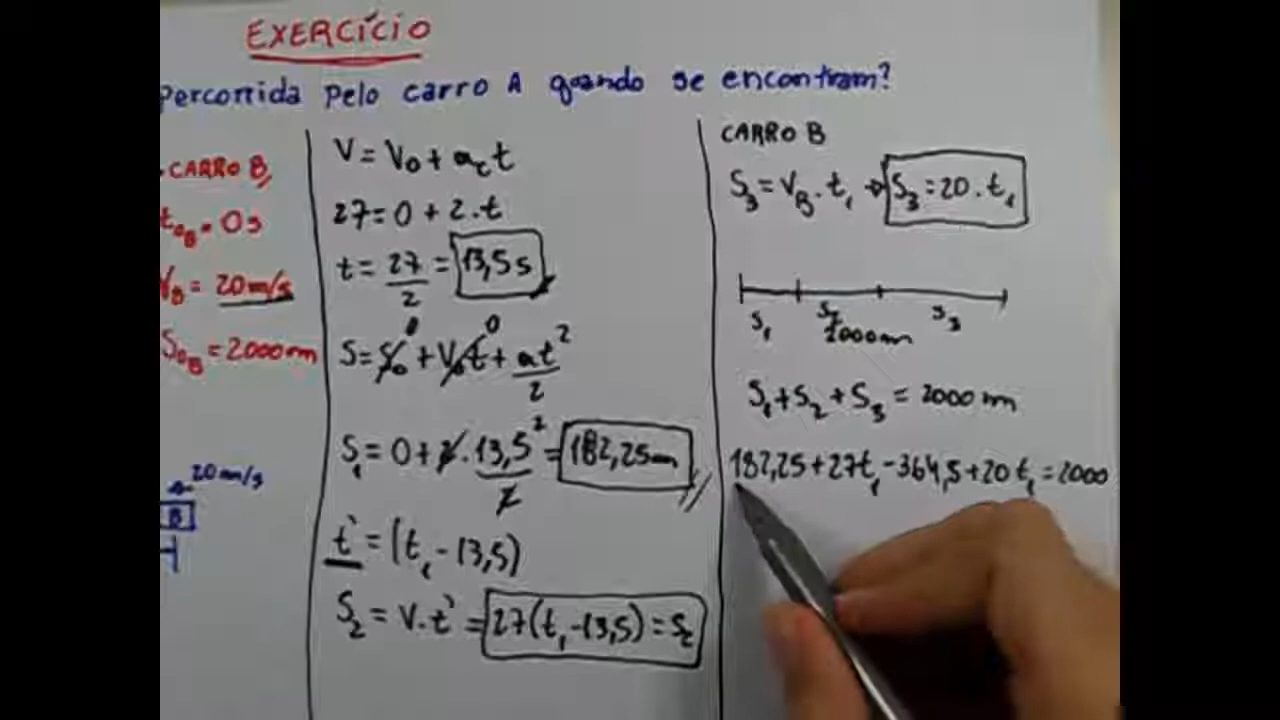 EXERCÍCIO
percorrida pelo carro A quando se encontram?
CARRO B
t₀B = 0s
VB = 20m/s
S₀B = 2000m
20m/s
B
V = V₀ + a.t
27 = 0 + 2.t
t = 27/2 = 13,5s
0 0
S = S₀ + V₀t + at²/2
S₁ = 0 + 2.13,5²/2 = 182,25m
t' = (t₁ - 13,5)
S₂ = V.t' = 27(t₁-13,5) = S₂
CARRO B
S₃ = VB.t₁ → S₃ = 20.t₁
S₁ S₂ S₃
2000m
S₁ + S₂ + S₃ = 2000m
182,25 + 27t₁ - 364,5 + 20t₁ = 2000